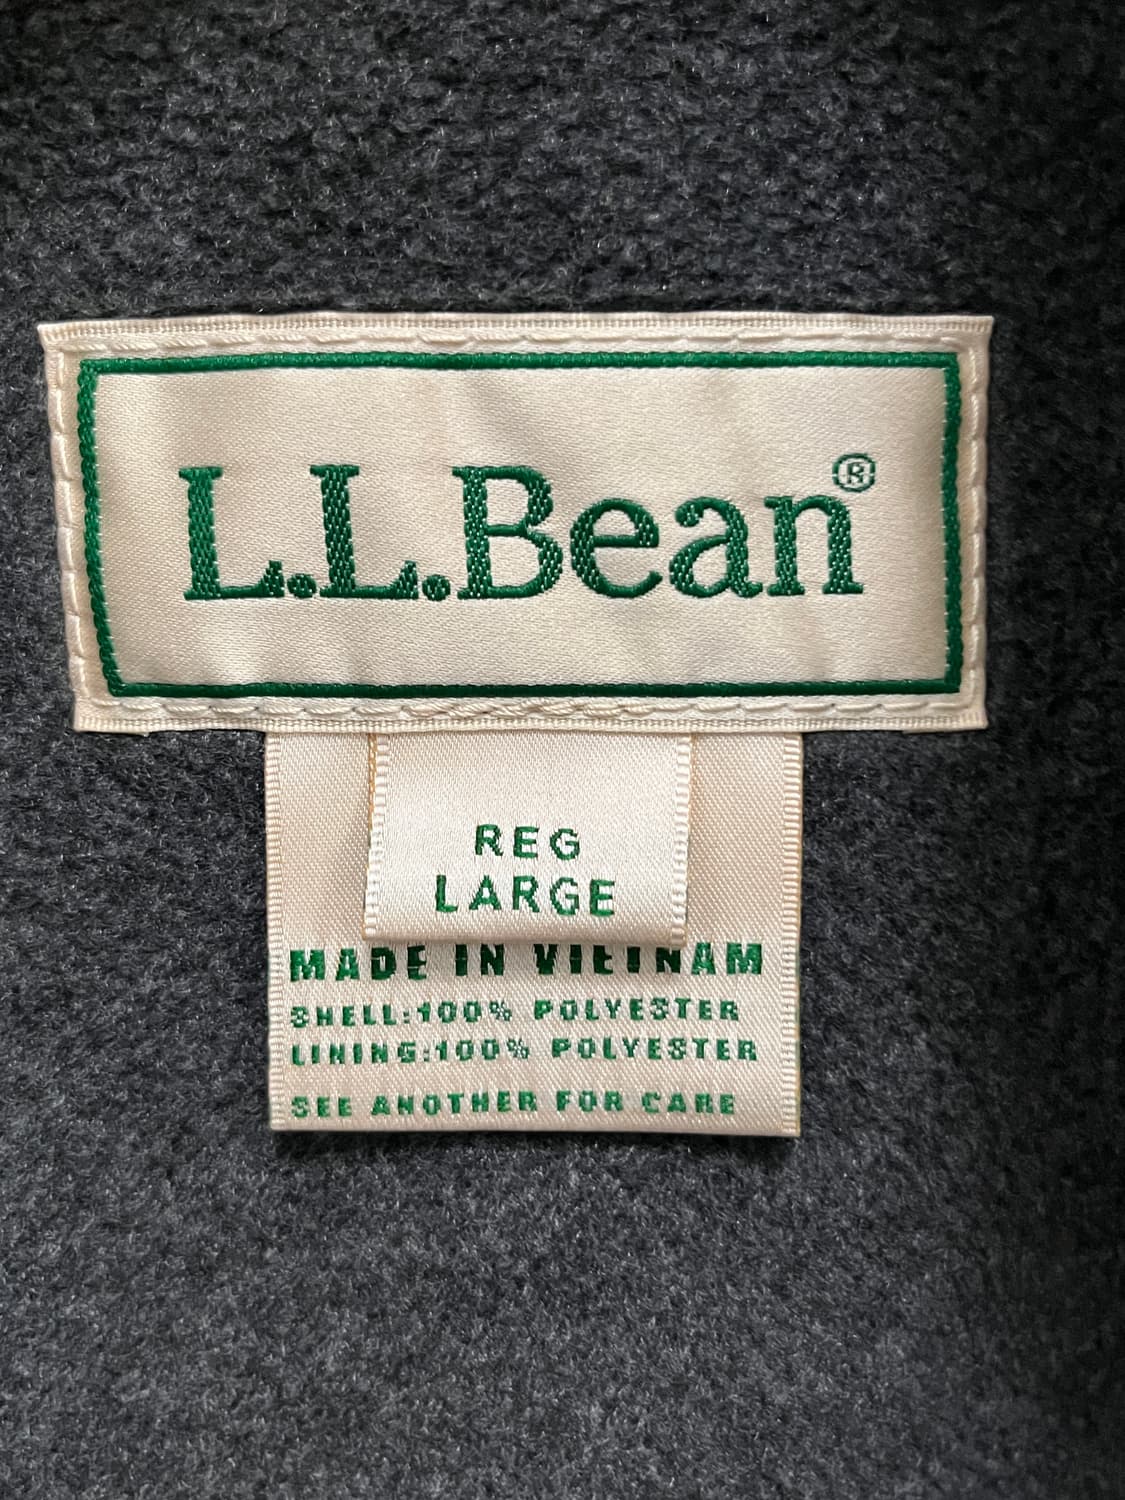 L.L.Bean®
REG
LARGE
MADE IN VIETNAM
SHELL:100% POLYESTER
LINING:100% POLYESTER
SEE ANOTHER FOR CARE